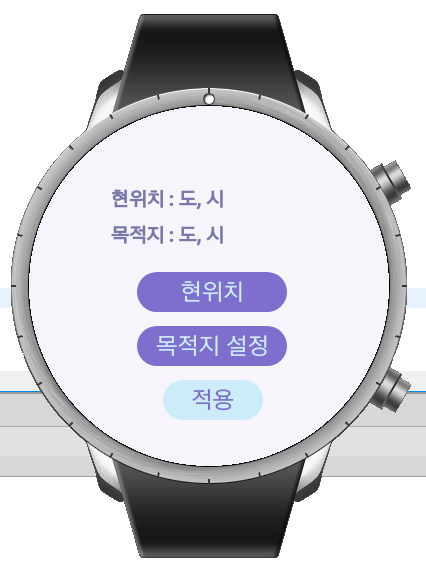 현위치 : 도, 시
목적지 : 도, 시
현위치
목적지 설정
적용